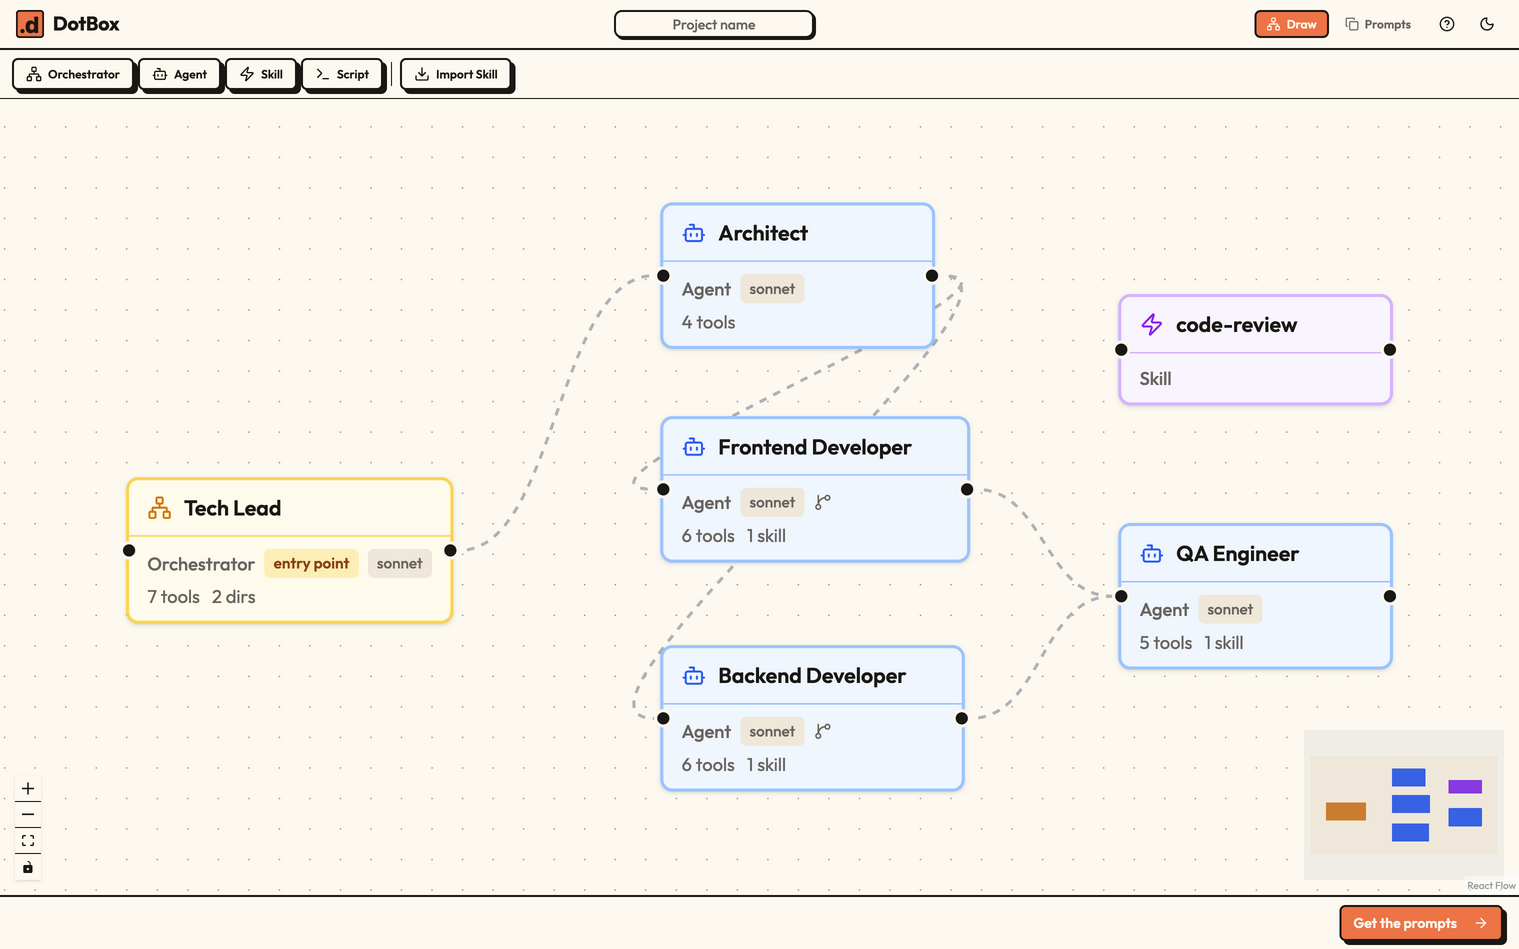 .d DotBox
Project name
Draw
Prompts
Orchestrator
Agent
Skill
Script
Import Skill
Architect
Agent sonnet
4 tools
code-review
Skill
Frontend Developer
Agent sonnet
6 tools 1 skill
Tech Lead
Orchestrator entry point sonnet
7 tools 2 dirs
QA Engineer
Agent sonnet
5 tools 1 skill
Backend Developer
Agent sonnet
6 tools 1 skill
React Flow
Get the prompts